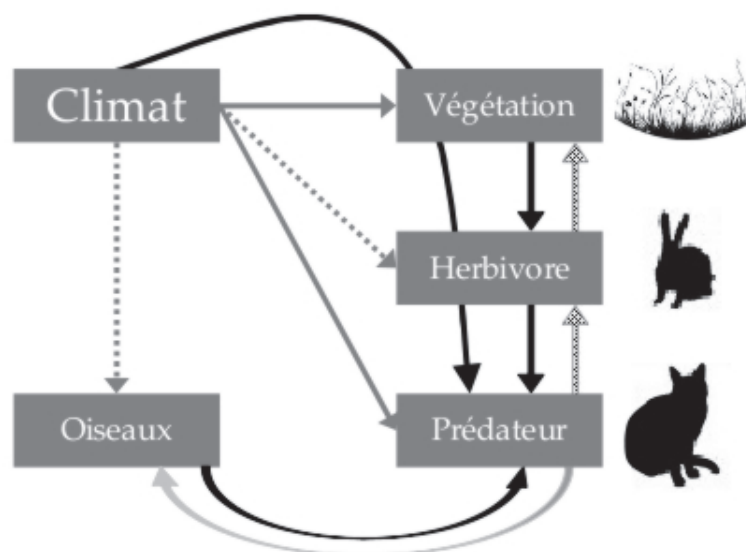 Climat
Végétation
Herbivore
Oiseaux
Prédateur